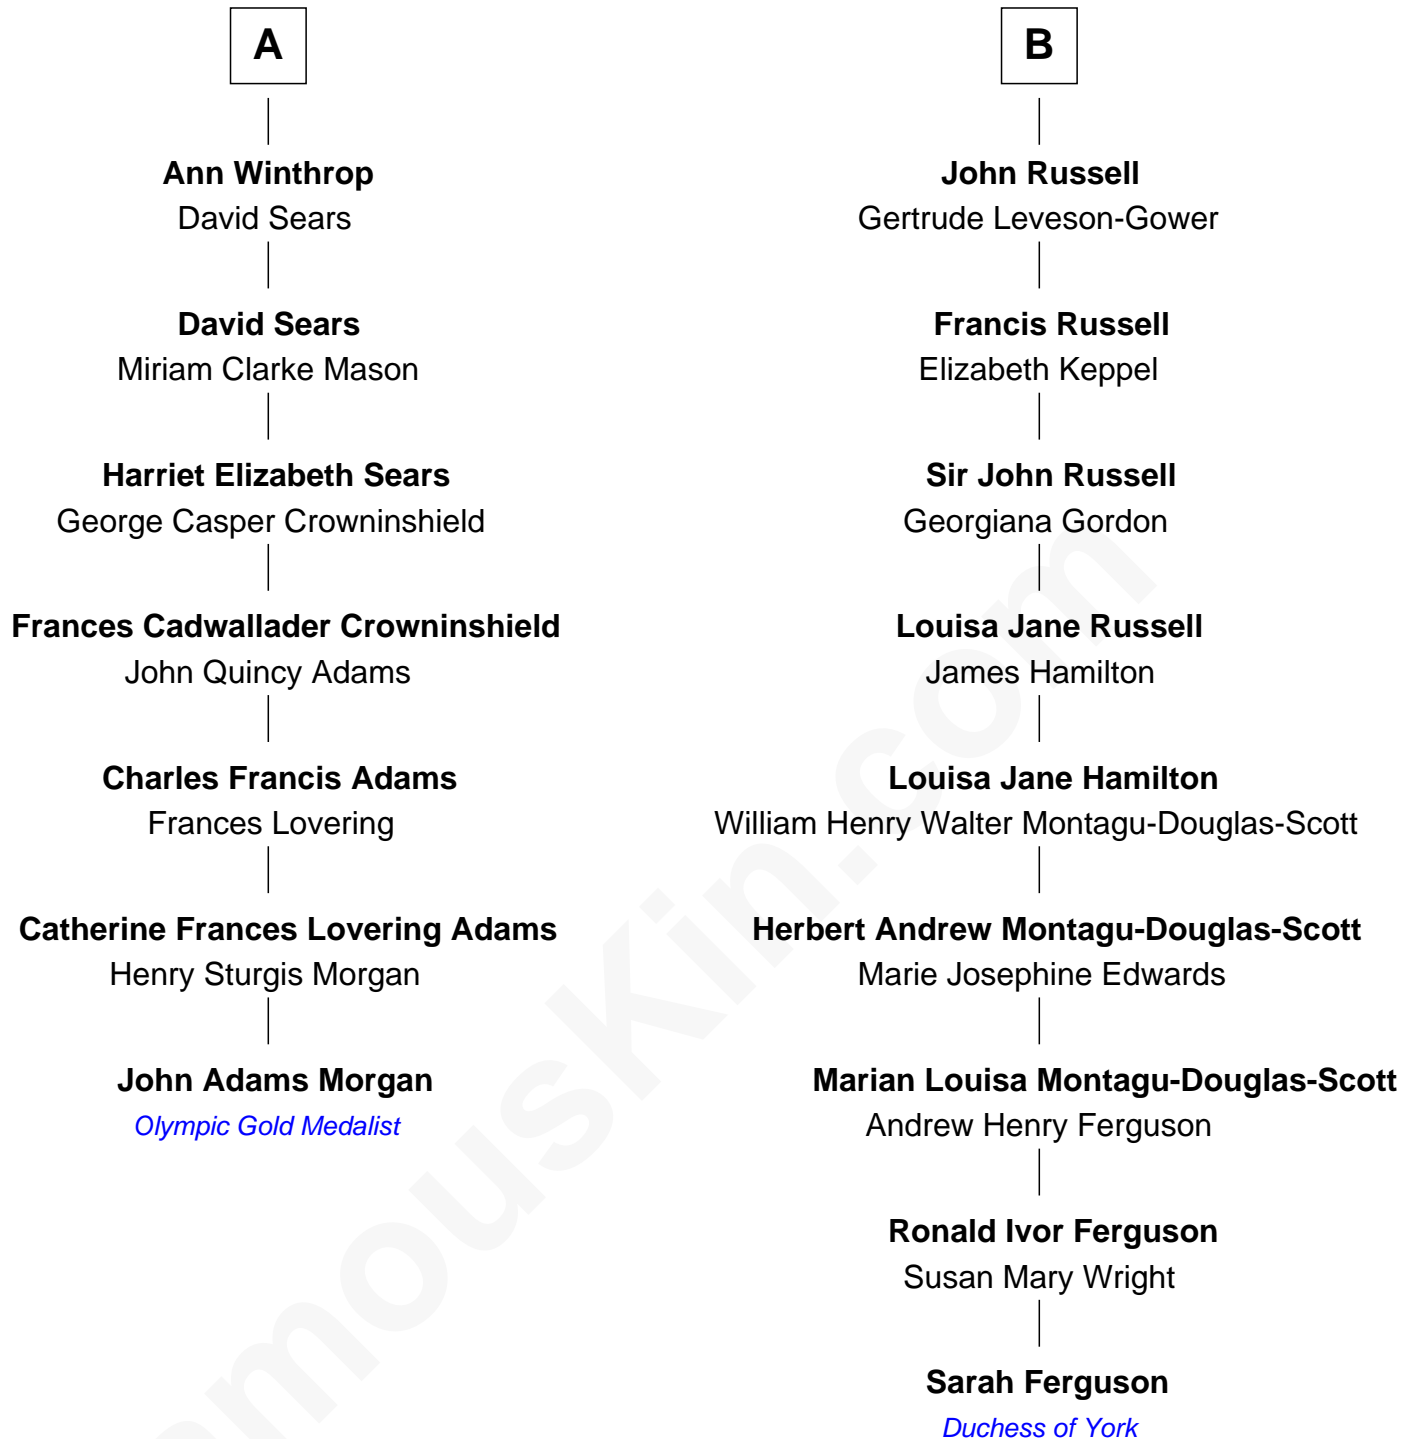 A
Ann Winthrop
David Sears
David Sears
Miriam Clarke Mason
Harriet Elizabeth Sears
George Casper Crowninshield
Frances Cadwallader Crowninshield
John Quincy Adams
Charles Francis Adams
Frances Lovering
Catherine Frances Lovering Adams
Henry Sturgis Morgan
John Adams Morgan
Olympic Gold Medalist
B
John Russell
Gertrude Leveson-Gower
Francis Russell
Elizabeth Keppel
Sir John Russell
Georgiana Gordon
Louisa Jane Russell
James Hamilton
Louisa Jane Hamilton
William Henry Walter Montagu-Douglas-Scott
Herbert Andrew Montagu-Douglas-Scott
Marie Josephine Edwards
Marian Louisa Montagu-Douglas-Scott
Andrew Henry Ferguson
Ronald Ivor Ferguson
Susan Mary Wright
Sarah Ferguson
Duchess of York
amousKin.com